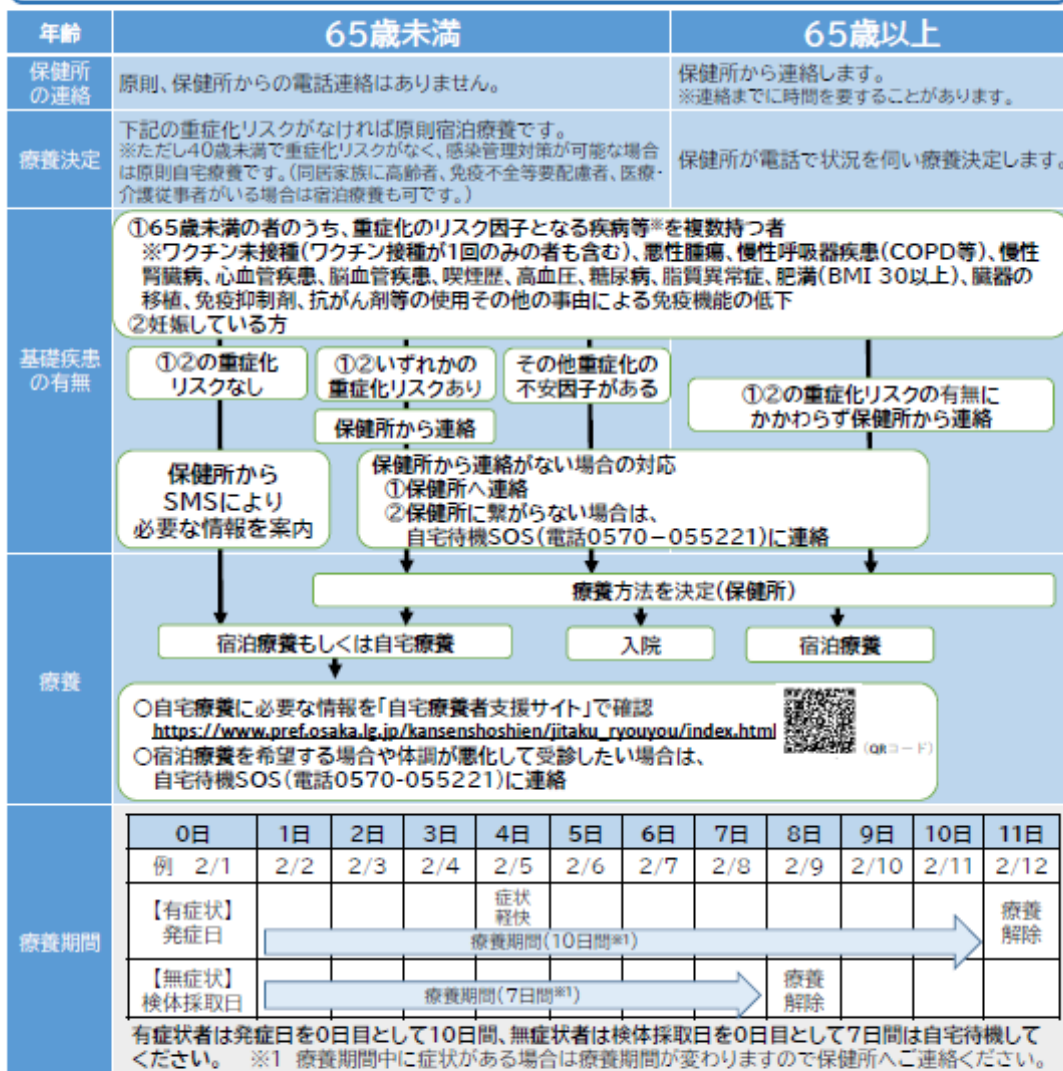 年齢
65歳未満
65歳以上
保健所
の連絡
原則、保健所からの電話連絡はありません。
保健所から連絡します。
※連絡までに時間を要することがあります。
療養決定
下記の重症化リスクがなければ原則宿泊療養です。
※ただし40歳未満で重症化リスクがなく、感染管理対策が可能な場合
は原則自宅療養です。(同居家族に高齢者、免疫不全等要配慮者、医療・
介護従事者がいる場合は宿泊療養も可です。)
保健所が電話で状況を伺い療養決定します。
基礎疾患
の有無
①65歳未満の者のうち、重症化のリスク因子となる疾病等※を複数持つ者
※ワクチン未接種(ワクチン接種が1回のみの者も含む)、悪性腫瘍、慢性呼吸器疾患(COPD等)、慢性
腎臓病、心血管疾患、脳血管疾患、喫煙歴、高血圧、糖尿病、脂質異常症、肥満(BMI 30以上)、臓器の
移植、免疫抑制剤、抗がん剤等の使用その他の事由による免疫機能の低下
②妊娠している方
①②の重症化
リスクなし
①②いずれかの
重症化リスクあり
その他重症化の
不安因子がある
①②の重症化リスクの有無に
かかわらず保健所から連絡
保健所から連絡
保健所から
SMSにより
必要な情報を案内
保健所から連絡がない場合の対応
①保健所へ連絡
②保健所に繋がらない場合は、
自宅待機SOS(電話0570-055221)に連絡
療養
療養方法を決定(保健所)
宿泊療養もしくは自宅療養
入院
宿泊療養
○自宅療養に必要な情報を「自宅療養者支援サイト」で確認
https://www.pref.osaka.lg.jp/kansenshoshien/jitaku_ryouyou/index.html
(QRコード)
○宿泊療養を希望する場合や体調が悪化して受診したい場合は、
自宅待機SOS(電話0570-055221)に連絡
療養期間
0日 1日 2日 3日 4日 5日 6日 7日 8日 9日 10日 11日
例 2/1 2/2 2/3 2/4 2/5 2/6 2/7 2/8 2/9 2/10 2/11 2/12
【有症状】
発症日
症状
軽快
療養期間(10日間※1)
療養
解除
【無症状】
検体採取日
療養期間(7日間※1)
療養
解除
有症状者は発症日を0日目として10日間、無症状者は検体採取日を0日目として7日間は自宅待機して
ください。 ※1 療養期間中に症状がある場合は療養期間が変わりますので保健所へご連絡ください。